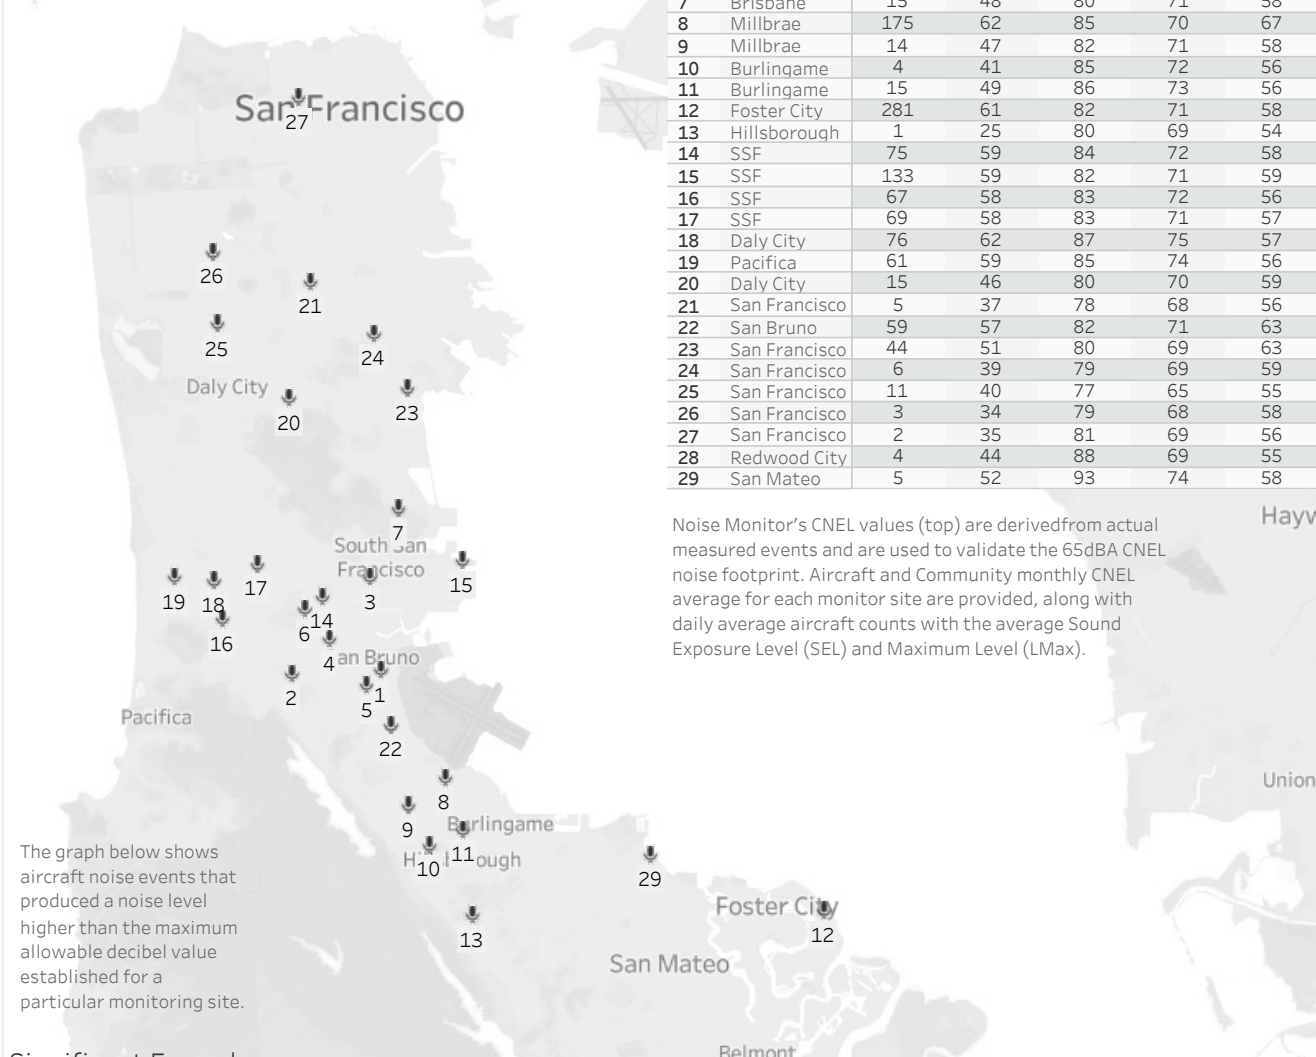 7 Brisbane 15 48 80 71 58
8 Millbrae 175 62 85 70 67
9 Millbrae 14 47 82 71 58
10 Burlingame 4 41 85 72 56
11 Burlingame 15 49 86 73 56
12 Foster City 281 61 82 71 58
13 Hillsborough 1 25 80 69 54
14 SSF 75 59 84 72 58
15 SSF 133 59 82 71 59
16 SSF 67 58 83 72 56
17 SSF 69 58 83 71 57
18 Daly City 76 62 87 75 57
19 Pacifica 61 59 85 74 56
20 Daly City 15 46 80 70 59
21 San Francisco 5 37 78 68 56
22 San Bruno 59 57 82 71 63
23 San Francisco 44 51 80 69 63
24 San Francisco 6 39 79 69 59
25 San Francisco 11 40 77 65 55
26 San Francisco 3 34 79 68 58
27 San Francisco 2 35 81 69 56
28 Redwood City 4 44 88 69 55
29 San Mateo 5 52 93 74 58
Noise Monitor's CNEL values (top) are derivedfrom actual
measured events and are used to validate the 65dBA CNEL
noise footprint. Aircraft and Community monthly CNEL
average for each monitor site are provided, along with
daily average aircraft counts with the average Sound
Exposure Level (SEL) and Maximum Level (LMax).
San Francisco
27
26
21
25
24
Daly City
20
23
7
South San
Francisco
17
15
19
18
3
14
6
16
4
an Bruno
2
1
5
Pacifica
22
8
9
Burlingame
11
10
29
13
Foster City
12
San Mateo
Belmont
Hayw
Union
The graph below shows
aircraft noise events that
produced a noise level
higher than the maximum
allowable decibel value
established for a
particular monitoring site.